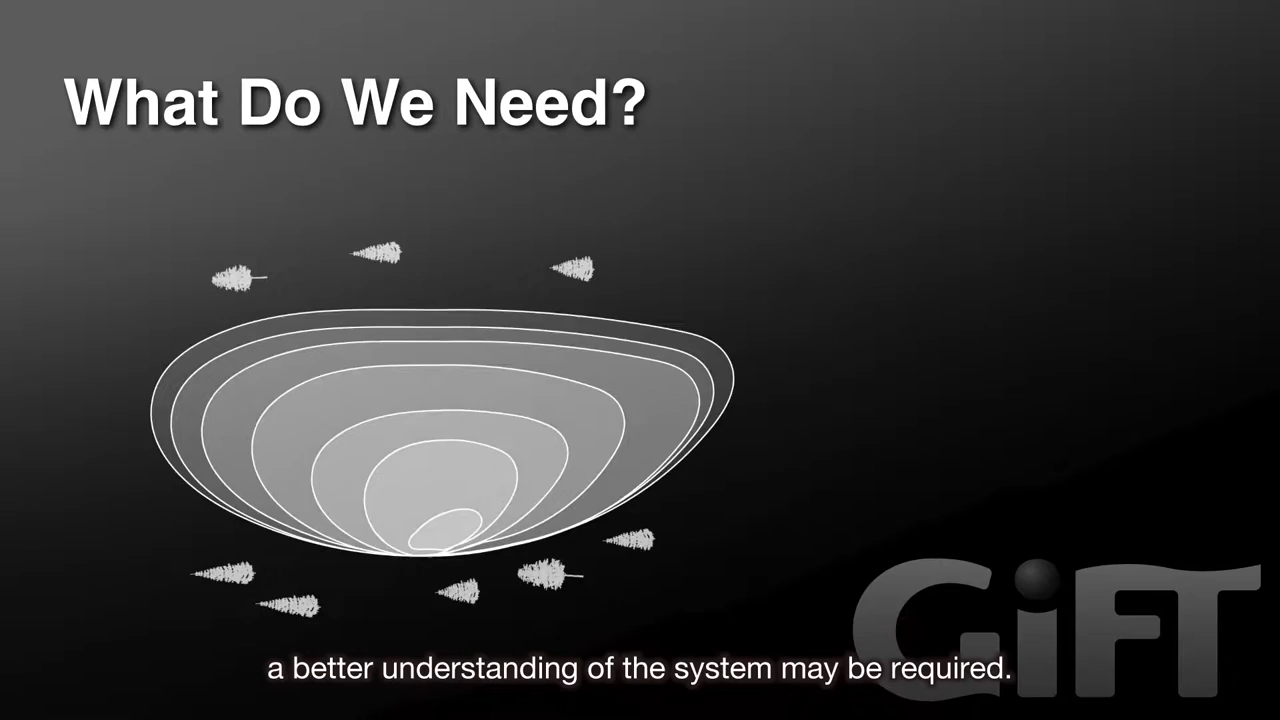 What Do We Need?
GiFT
a better understanding of the system may be required.